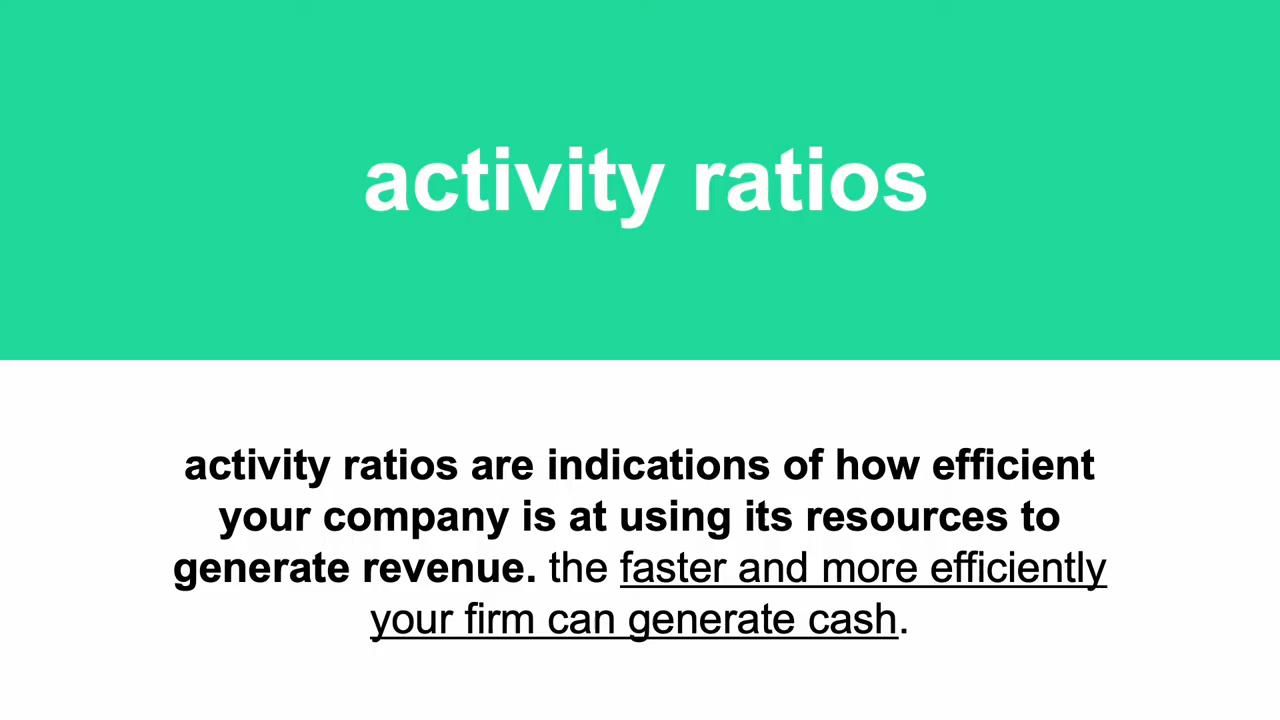 activity ratios
activity ratios are indications of how efficient
your company is at using its resources to
generate revenue. the faster and more efficiently
your firm can generate cash.